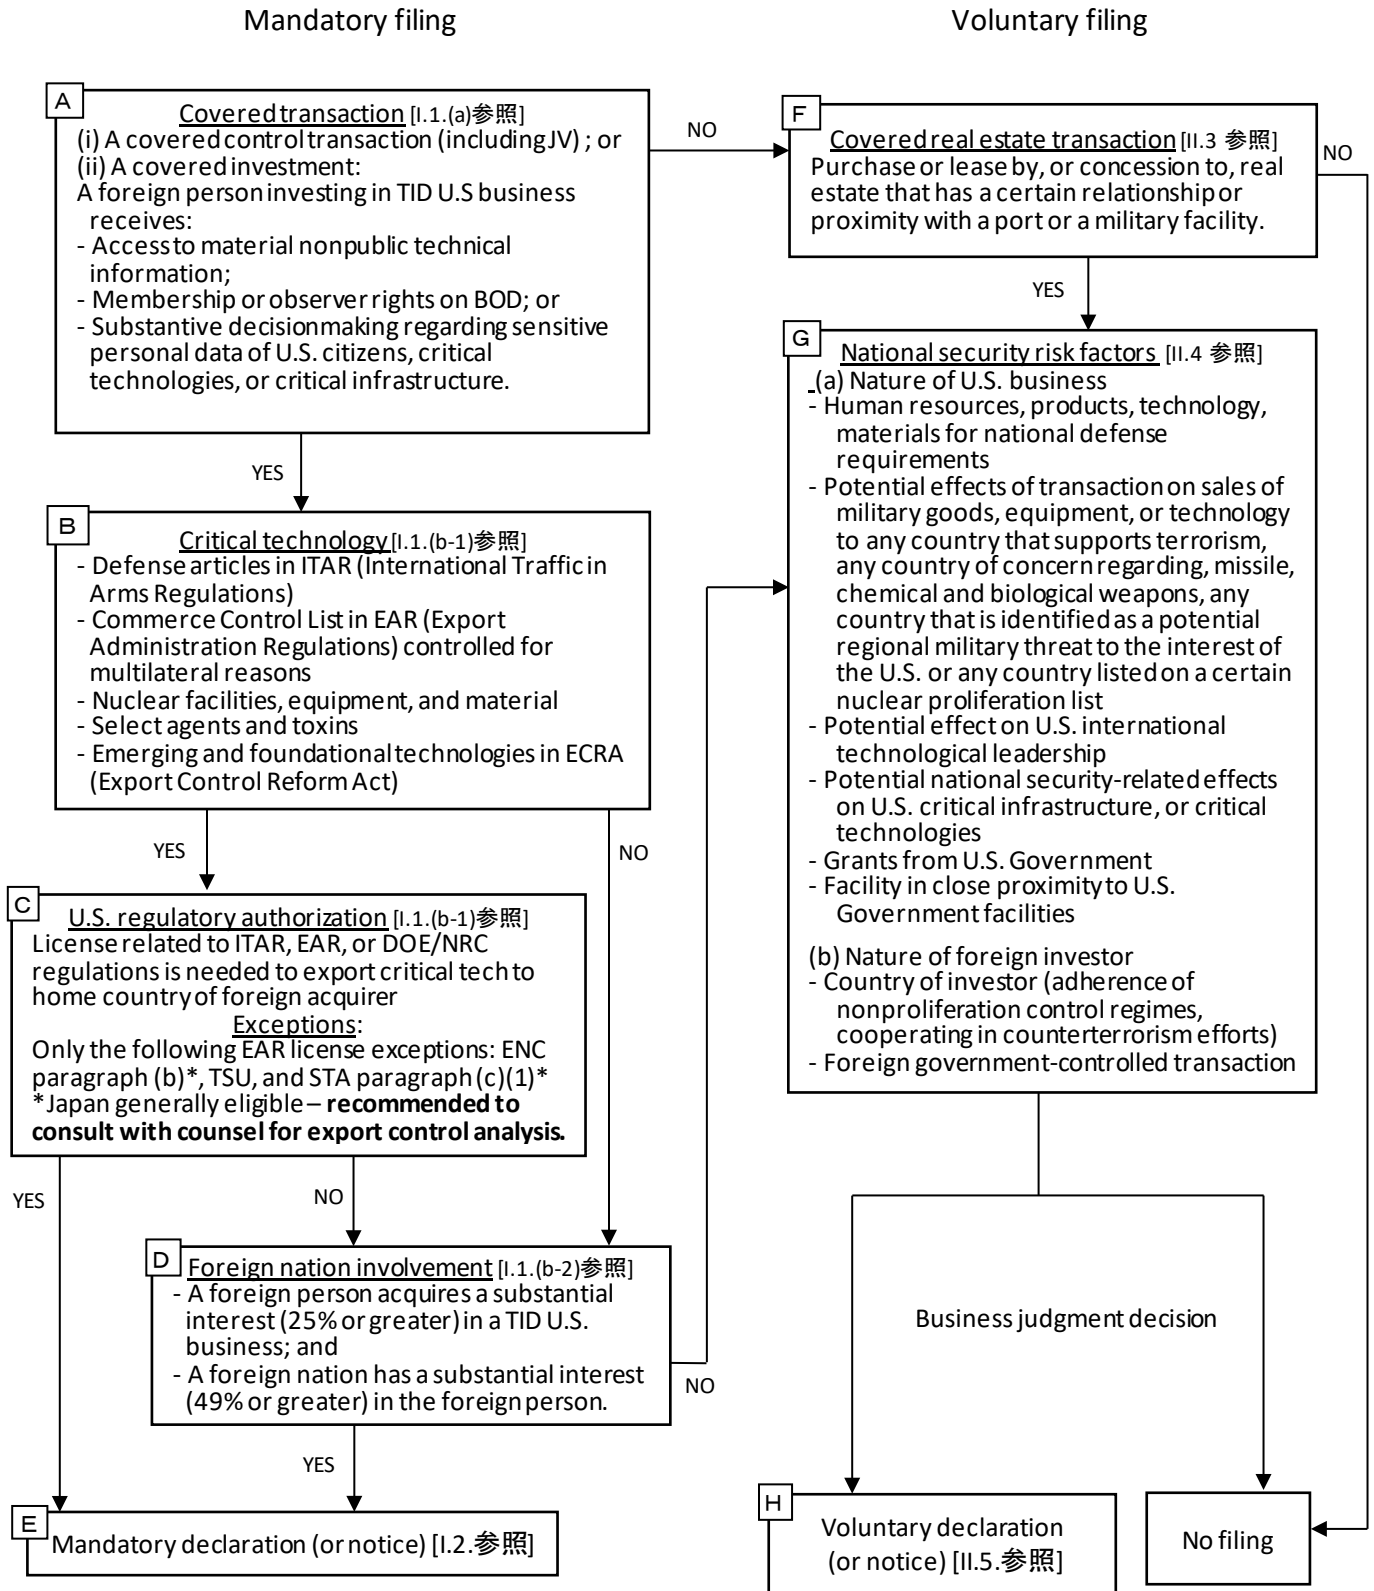 Mandatory filing
Voluntary filing
A
Covered transaction [I.1.(a)参照]
(i) A covered control transaction (including JV) ; or
(ii) A covered investment:
A foreign person investing in TID U.S business
receives:
- Access to material nonpublic technical
information;
- Membership or observer rights on BOD; or
- Substantive decisionmaking regarding sensitive
personal data of U.S. citizens, critical
technologies, or critical infrastructure.
NO
F
Covered real estate transaction [II.3 参照]
Purchase or lease by, or concession to, real
estate that has a certain relationship or
proximity with a port or a military facility.
NO
YES
YES
B
Critical technology [I.1.(b-1)参照]
- Defense articles in ITAR (International Traffic in
Arms Regulations)
- Commerce Control List in EAR (Export
Administration Regulations) controlled for
multilateral reasons
- Nuclear facilities, equipment, and material
- Select agents and toxins
- Emerging and foundational technologies in ECRA
(Export Control Reform Act)
YES
NO
G
National security risk factors [II.4 参照]
(a) Nature of U.S. business
- Human resources, products, technology,
materials for national defense
requirements
- Potential effects of transaction on sales of
military goods, equipment, or technology
to any country that supports terrorism,
any country of concern regarding, missile,
chemical and biological weapons, any
country that is identified as a potential
regional military threat to the interest of
the U.S. or any country listed on a certain
nuclear proliferation list
- Potential effect on U.S. international
technological leadership
- Potential national security-related effects
on U.S. critical infrastructure, or critical
technologies
- Grants from U.S. Government
- Facility in close proximity to U.S.
Government facilities
(b) Nature of foreign investor
- Country of investor (adherence of
nonproliferation control regimes,
cooperating in counterterrorism efforts)
- Foreign government-controlled transaction
C
U.S. regulatory authorization [I.1.(b-1)参照]
License related to ITAR, EAR, or DOE/NRC
regulations is needed to export critical tech to
home country of foreign acquirer
Exceptions:
Only the following EAR license exceptions: ENC
paragraph (b)*, TSU, and STA paragraph (c)(1)*
*Japan generally eligible – recommended to
consult with counsel for export control analysis.
YES
NO
D
Foreign nation involvement [I.1.(b-2)参照]
- A foreign person acquires a substantial
interest (25% or greater) in a TID U.S.
business; and
- A foreign nation has a substantial interest
(49% or greater) in the foreign person.
NO
YES
Business judgment decision
E
Mandatory declaration (or notice) [I.2.参照]
H
Voluntary declaration
(or notice) [II.5.参照]
No filing